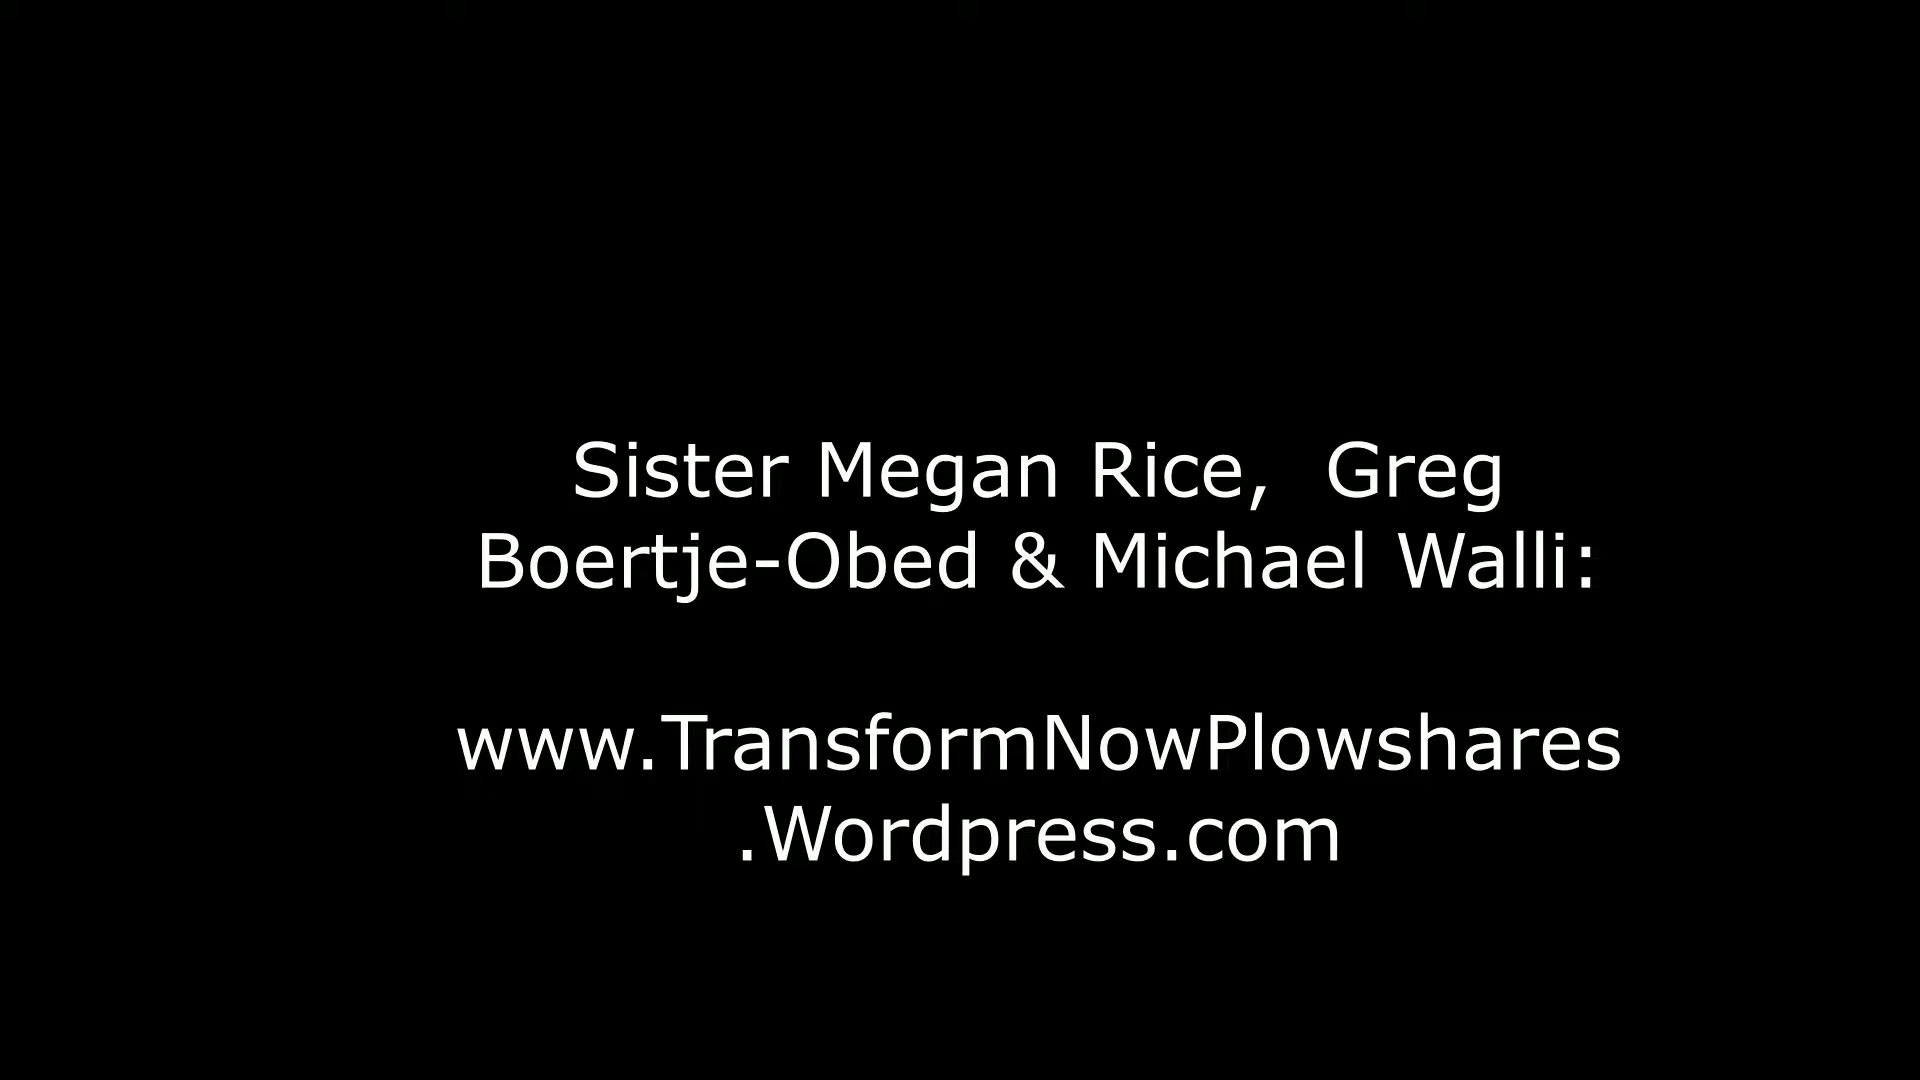 Sister Megan Rice,  Greg
Boertje-Obed & Michael Walli:
www.TransformNowPlowshares
.Wordpress.com